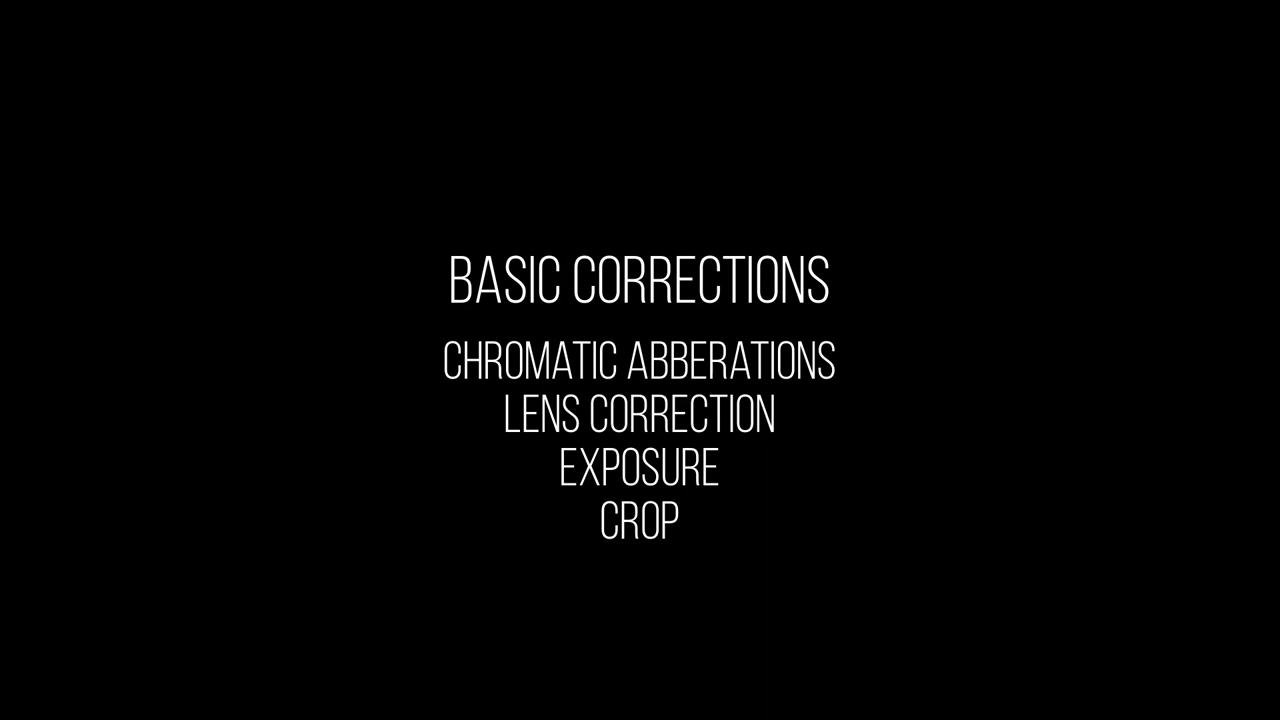 BASIC CORRECTIONS
CHROMATIC ABBERATIONS
LENS CORRECTION
EXPOSURE
CROP